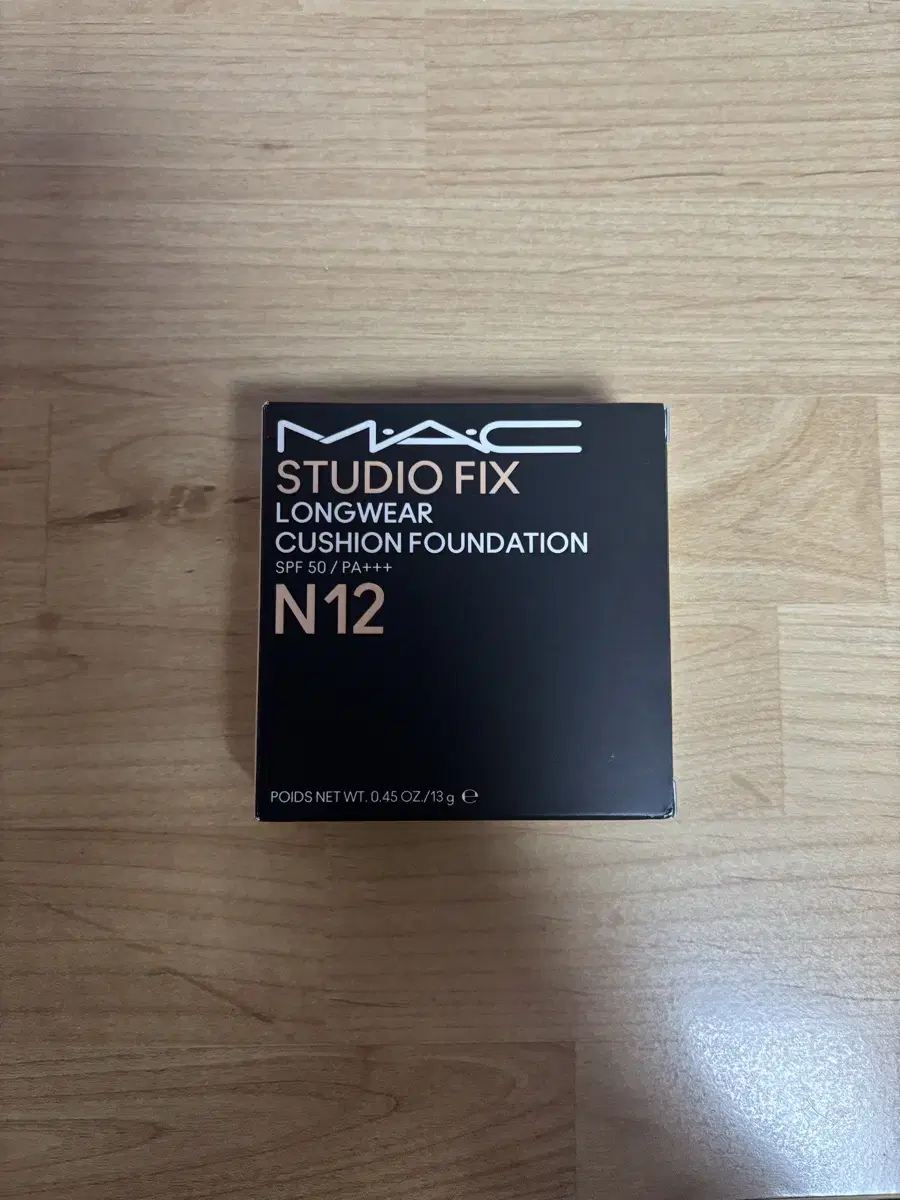 M·A·C
STUDIO FIX
LONGWEAR
CUSHION FOUNDATION
SPF 50 / PA+++
N12
POIDS NET WT. 0.45 OZ./13 g ℮